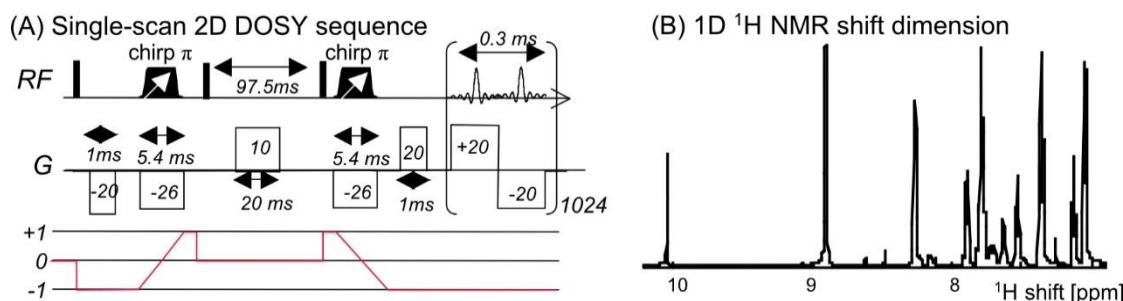 (A) Single-scan 2D DOSY sequence
chirp π
chirp π
0.3 ms
RF
97.5ms
1ms
5.4 ms
10
5.4 ms
20
+20
G
-20
-26
20 ms
-26
1ms
-20
1024
+1
0
-1
(B) 1D ¹H NMR shift dimension
10
9
8
¹H shift [ppm]